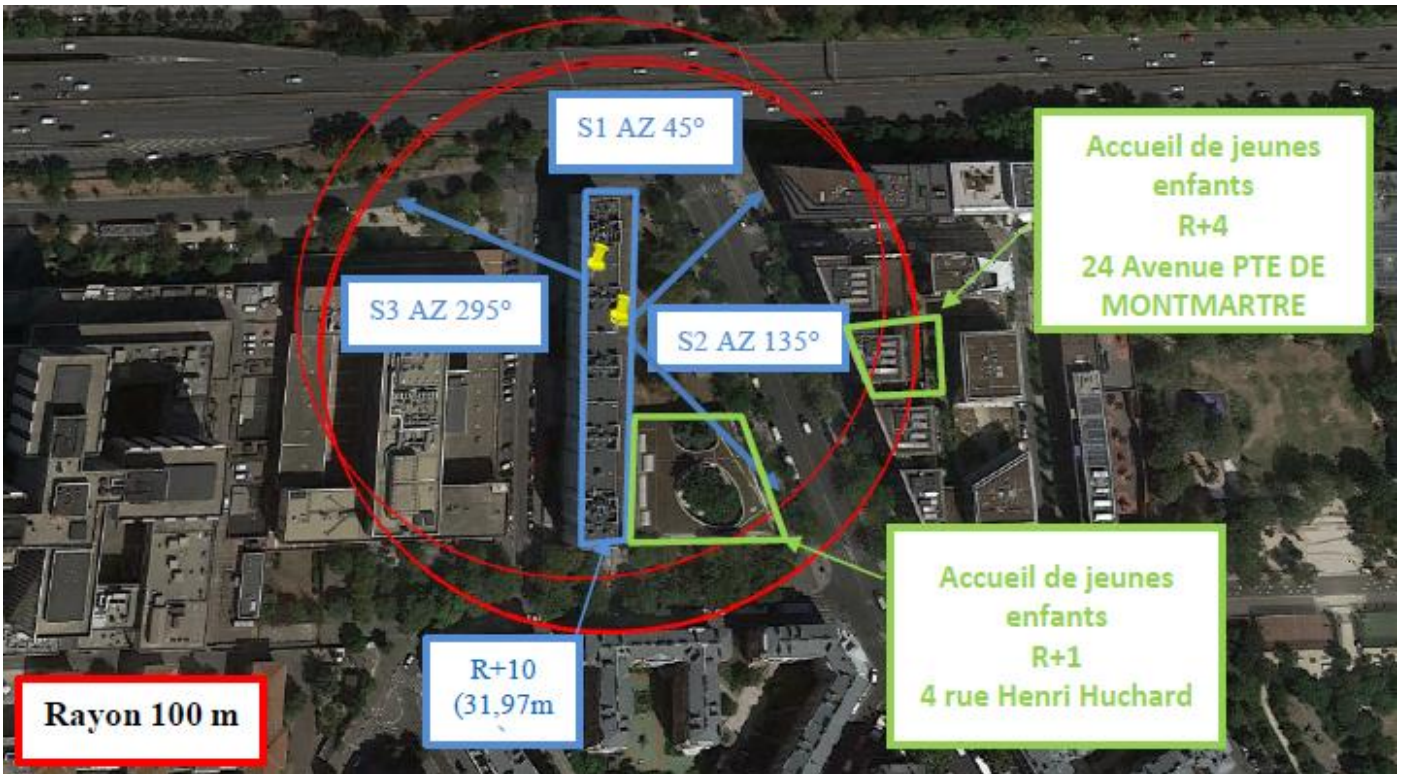 S1 AZ 45°
Accueil de jeunes
enfants
R+4
24 Avenue PTE DE
MONTMARTRE
S3 AZ 295°
S2 AZ 135°
Accueil de jeunes
enfants
R+1
4 rue Henri Huchard
R+10
(31,97m
Rayon 100 m